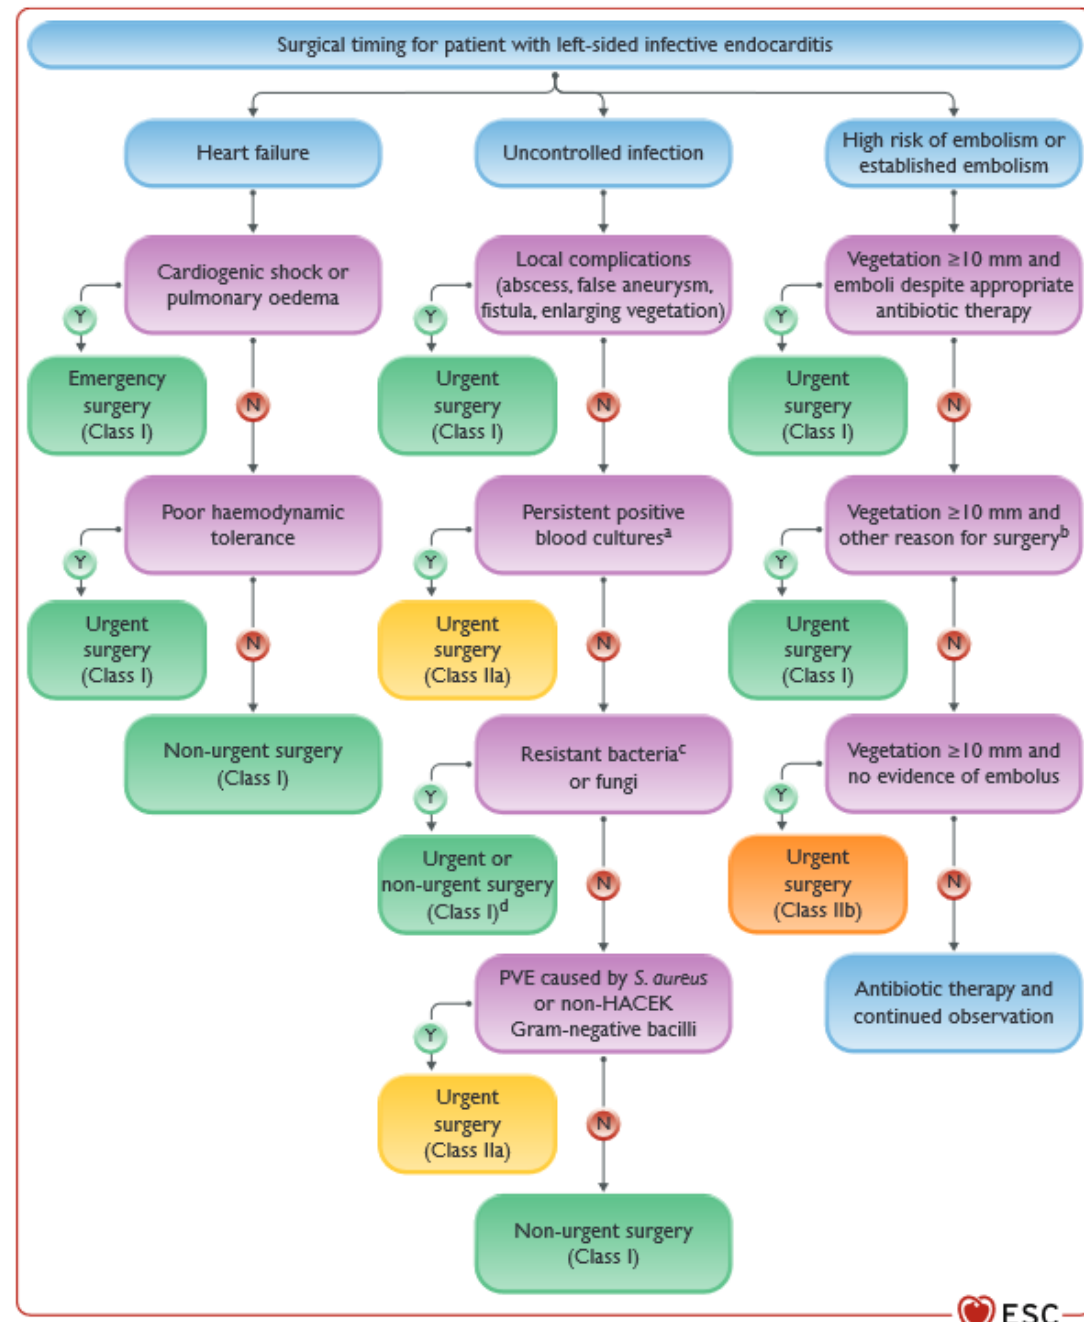 Surgical timing for patient with left-sided infective endocarditis
Heart failure
Uncontrolled infection
High risk of embolism or
established embolism
Cardiogenic shock or
pulmonary oedema
Local complications
(abscess, false aneurysm,
fistula, enlarging vegetation)
Vegetation ≥10 mm and
emboli despite appropriate
antibiotic therapy
Y
Y
Y
Emergency
surgery
(Class I)
N
Urgent
surgery
(Class I)
N
Urgent
surgery
(Class I)
N
Poor haemodynamic
tolerance
Persistent positive
blood culturesᵃ
Vegetation ≥10 mm and
other reason for surgeryᵇ
Y
Y
Y
Urgent
surgery
(Class I)
N
Urgent
surgery
(Class IIa)
N
Urgent
surgery
(Class I)
N
Non-urgent surgery
(Class I)
Resistant bacteriaᶜ
or fungi
Vegetation ≥10 mm and
no evidence of embolus
Y
Y
Urgent or
non-urgent surgery
(Class I)ᵈ
N
Urgent
surgery
(Class IIb)
N
PVE caused by S. aureus
or non-HACEK
Gram-negative bacilli
Antibiotic therapy and
continued observation
Y
Urgent
surgery
(Class IIa)
N
Non-urgent surgery
(Class I)
ESC